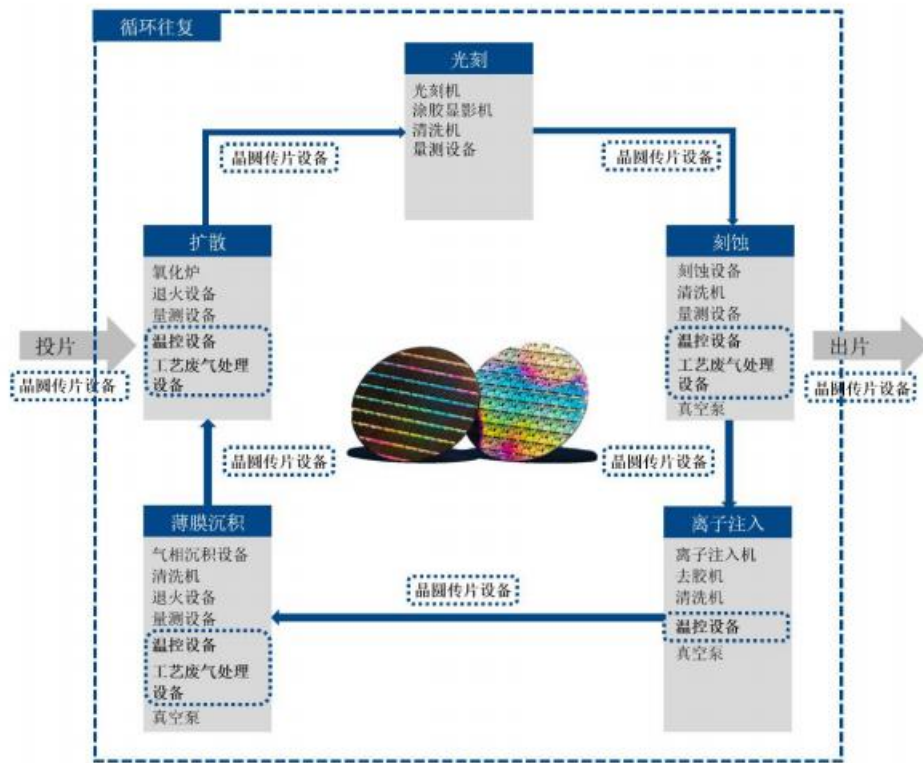 循环往复
光刻
光刻机
涂胶显影机
清洗机
量测设备
晶圆传片设备
晶圆传片设备
扩散
氧化炉
退火设备
量测设备
温控设备
工艺废气处理
设备
刻蚀
刻蚀设备
清洗机
量测设备
温控设备
工艺废气处理
设备
真空泵
投片
晶圆传片设备
出片
晶圆传片设备
晶圆传片设备
晶圆传片设备
薄膜沉积
气相沉积设备
清洗机
退火设备
量测设备
温控设备
工艺废气处理
设备
真空泵
晶圆传片设备
离子注入
离子注入机
去胶机
清洗机
温控设备
真空泵